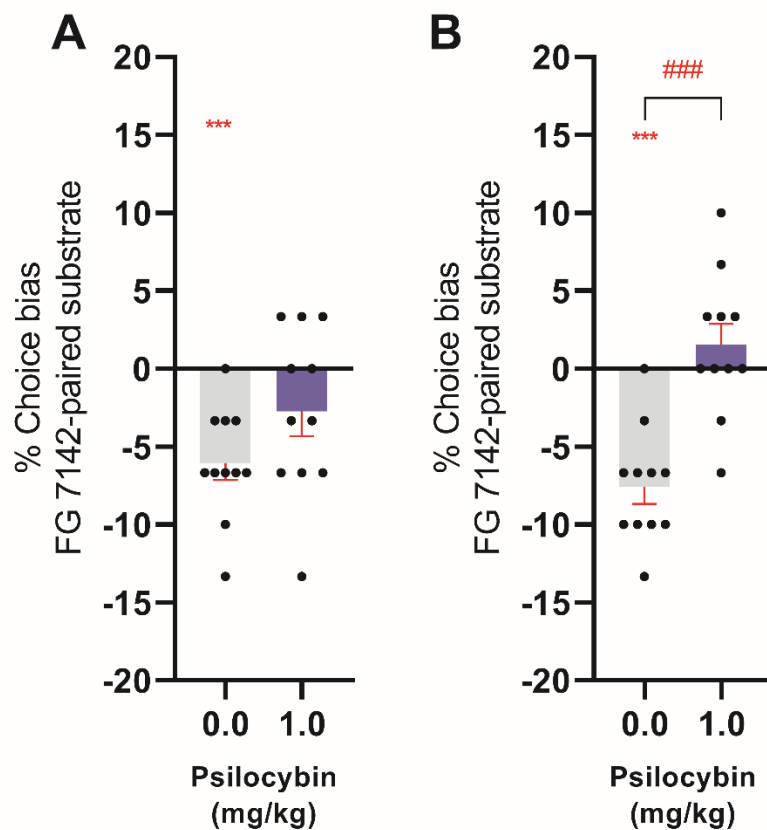 A
% Choice bias
FG 7142-paired substrate
20
15
10
5
0
-5
-10
-15
-20
***
0.0 1.0
Psilocybin
(mg/kg)
B
% Choice bias
FG 7142-paired substrate
20
15
10
5
0
-5
-10
-15
-20
###
***
0.0 1.0
Psilocybin
(mg/kg)